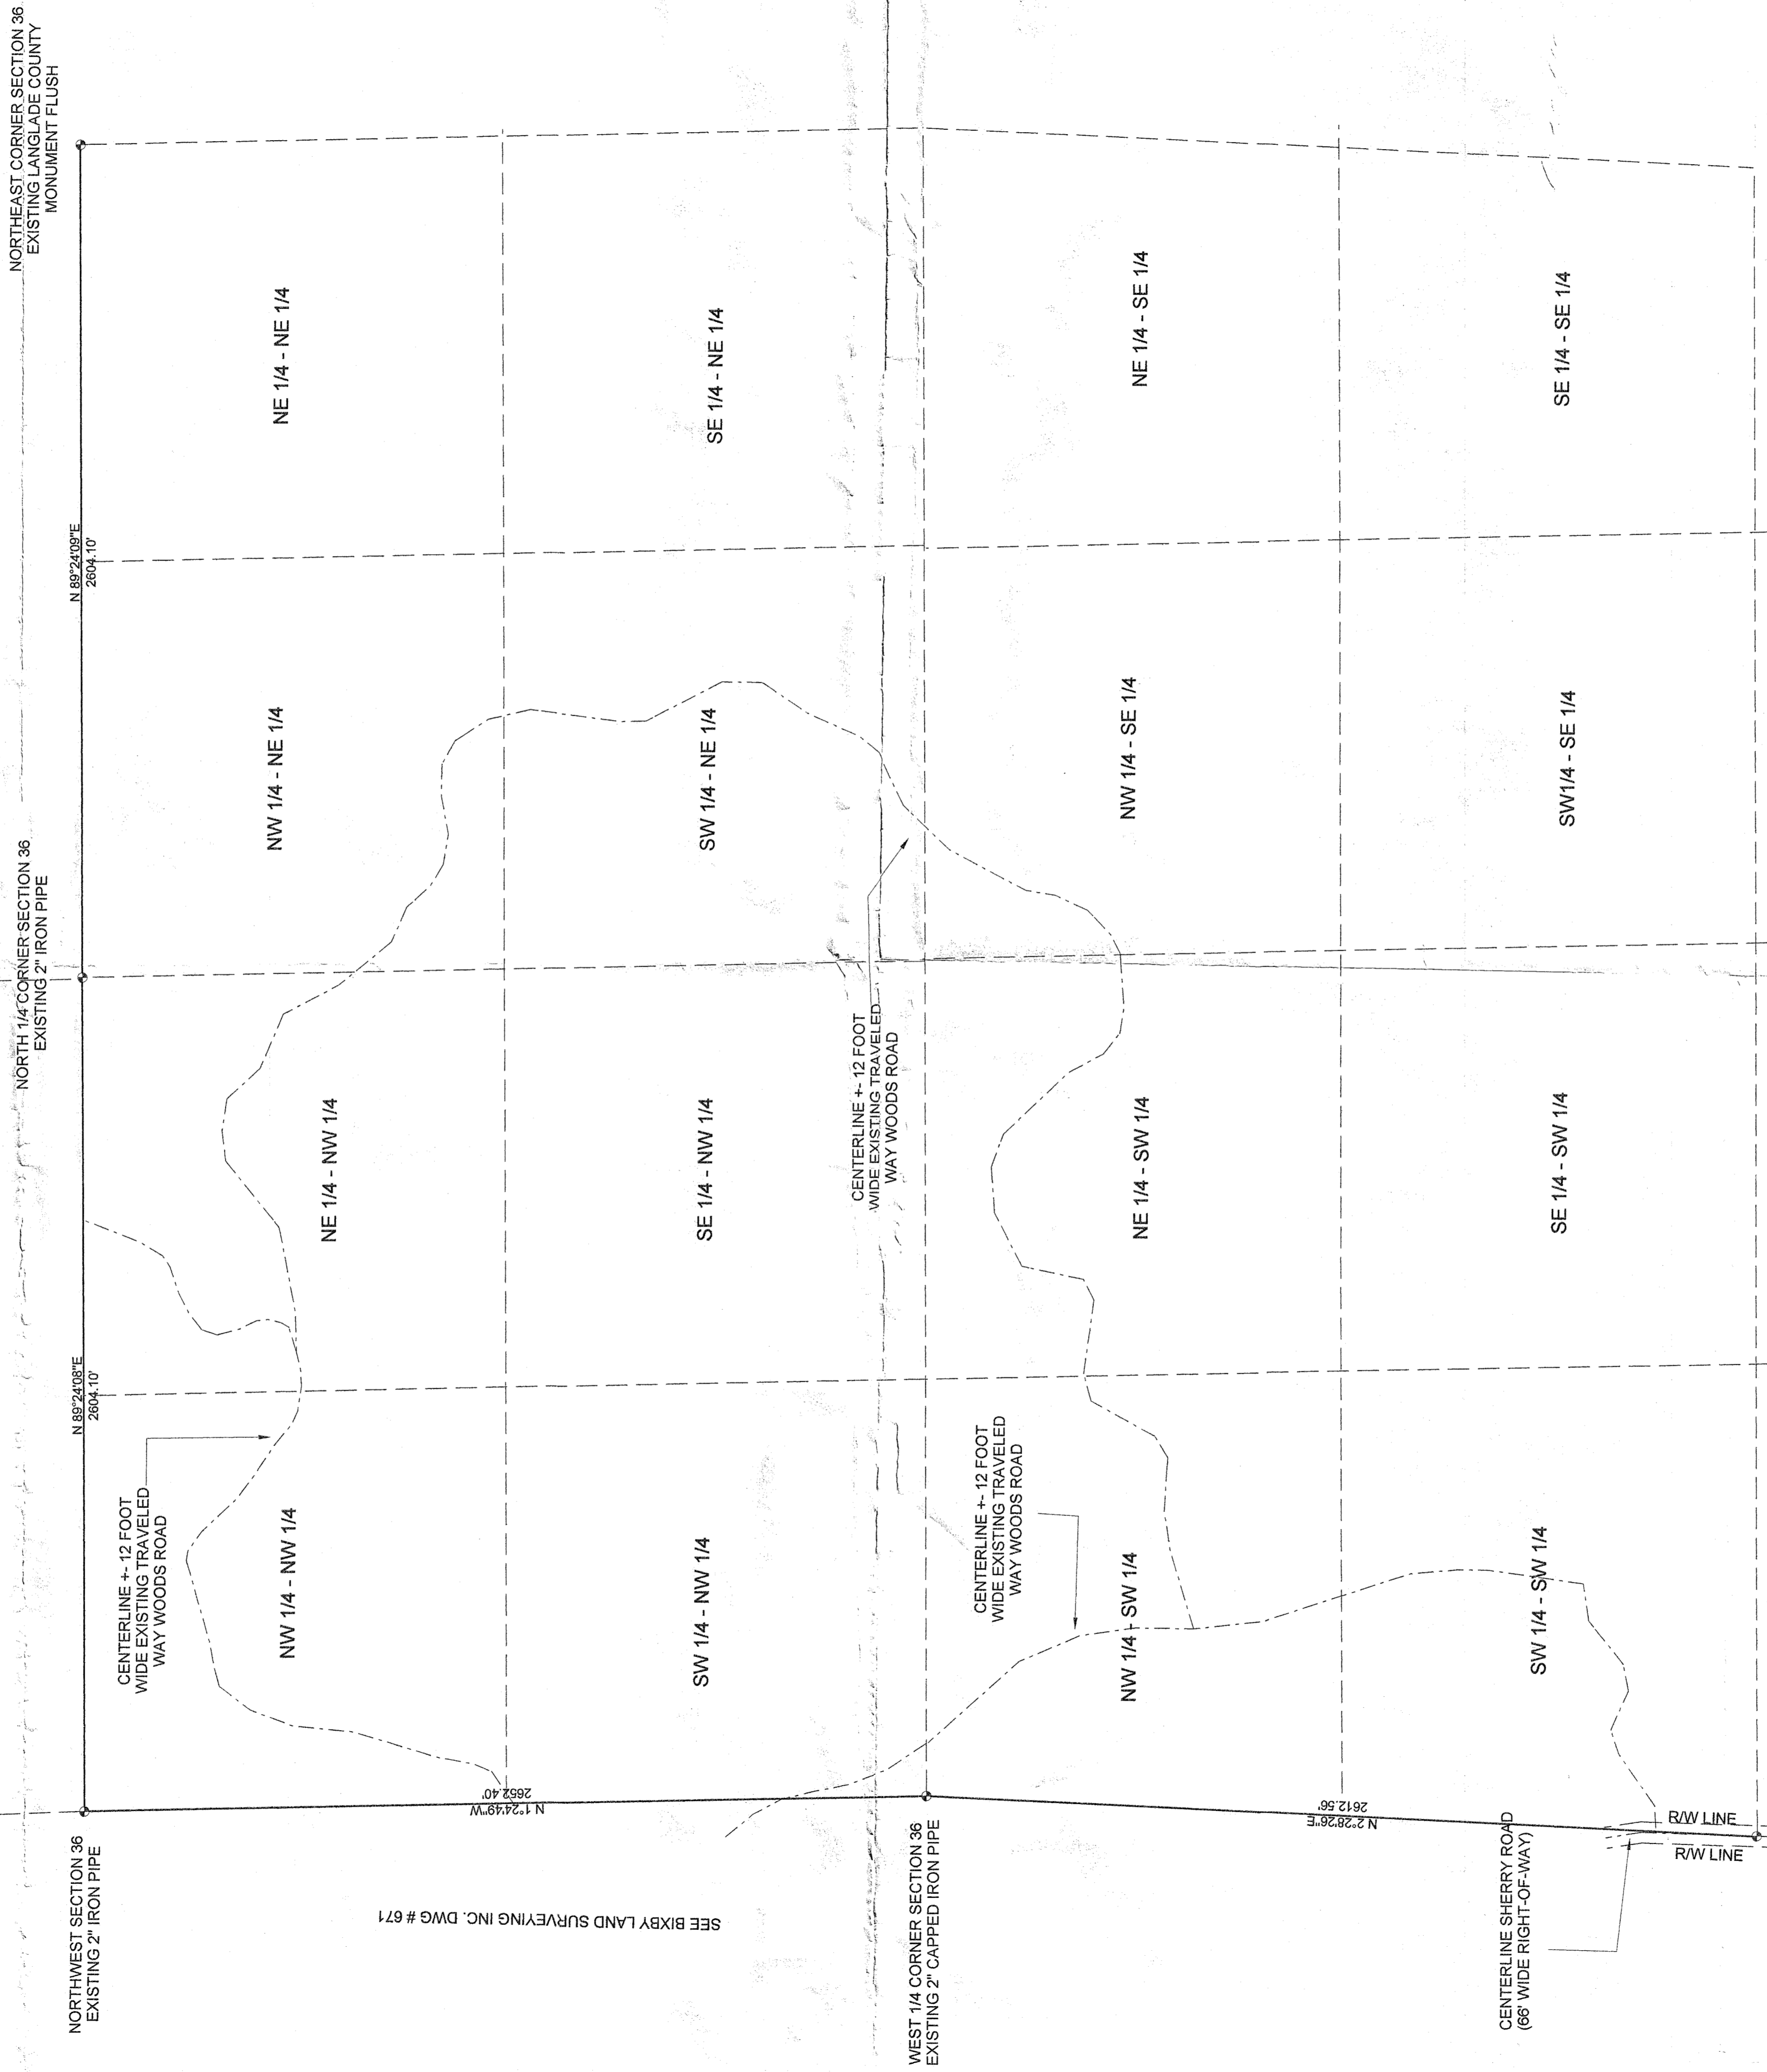 NORTHEAST CORNER SECTION 36
EXISTING LANGLADE COUNTY
MONUMENT FLUSH
NORTH 1/4 CORNER SECTION 36
EXISTING 2" IRON PIPE
NORTHWEST SECTION 36
EXISTING 2" IRON PIPE
N 89°24'08"E
2604.10'
N 89°24'09"E
2604.10'
CENTERLINE +- 12 FOOT
WIDE EXISTING TRAVELED
WAY WOODS ROAD
NW 1/4 - NW 1/4
NE 1/4 - NW 1/4
NW 1/4 - NE 1/4
NE 1/4 - NE 1/4
N 1°24'49"W
2652.40'
SEE BIXBY LAND SURVEYING INC. DWG # 671
SW 1/4 - NW 1/4
SE 1/4 - NW 1/4
SW 1/4 - NE 1/4
SE 1/4 - NE 1/4
CENTERLINE +- 12 FOOT
WIDE EXISTING TRAVELED
WAY WOODS ROAD
WEST 1/4 CORNER SECTION 36
EXISTING 2" CAPPED IRON PIPE
CENTERLINE +- 12 FOOT
WIDE EXISTING TRAVELED
WAY WOODS ROAD
NW 1/4 - SW 1/4
NE 1/4 - SW 1/4
NW 1/4 - SE 1/4
NE 1/4 - SE 1/4
N 2°28'26"E
2612.56'
SW 1/4 - SW 1/4
SE 1/4 - SW 1/4
SW1/4 - SE 1/4
SE 1/4 - SE 1/4
CENTERLINE SHERRY ROAD
(66' WIDE RIGHT-OF-WAY)
R/W LINE
R/W LINE